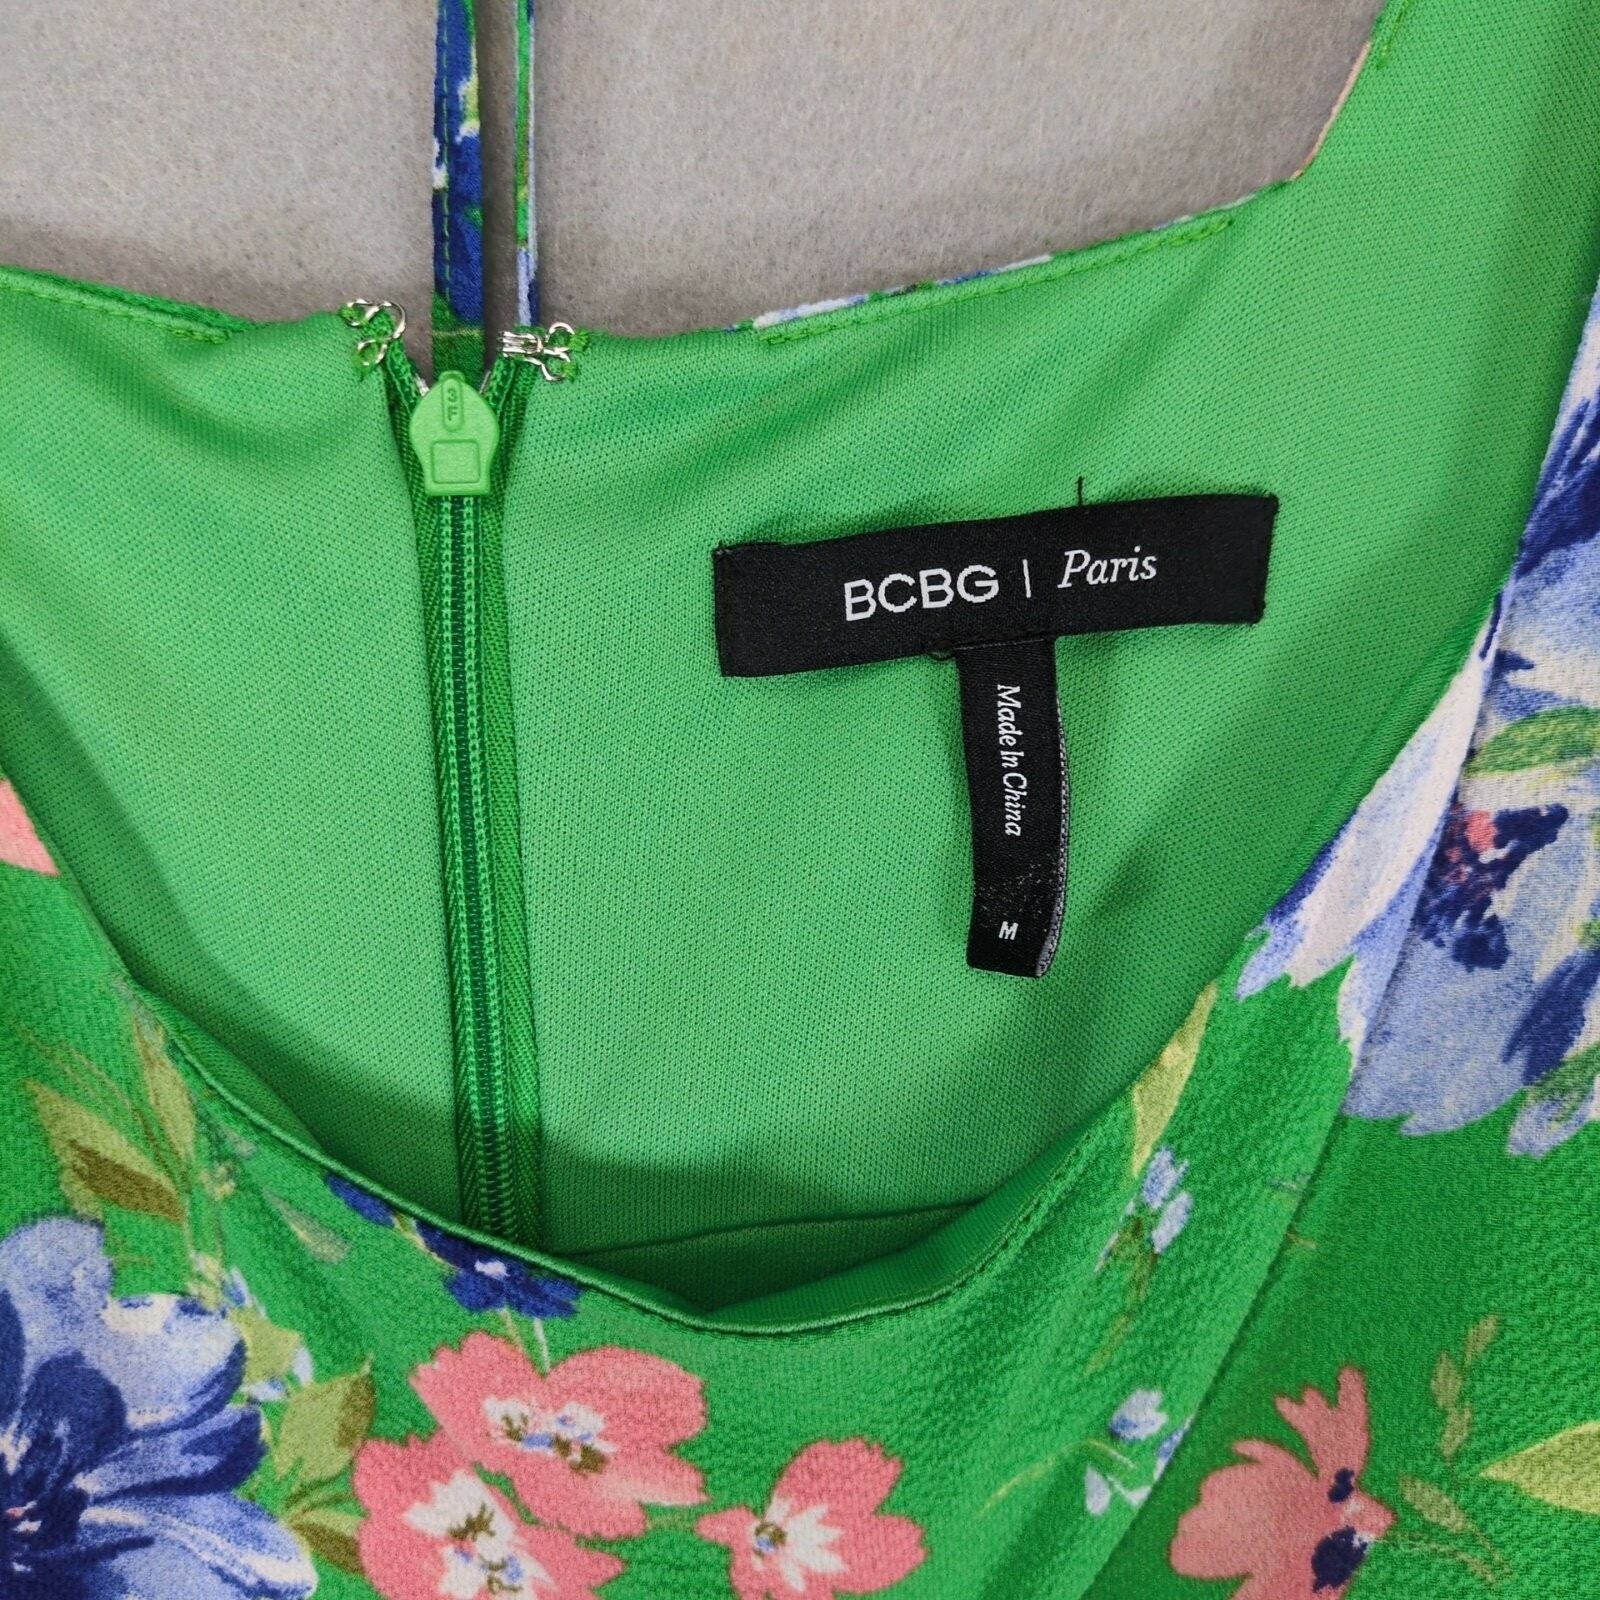 BCBG | Paris
Made In China
M